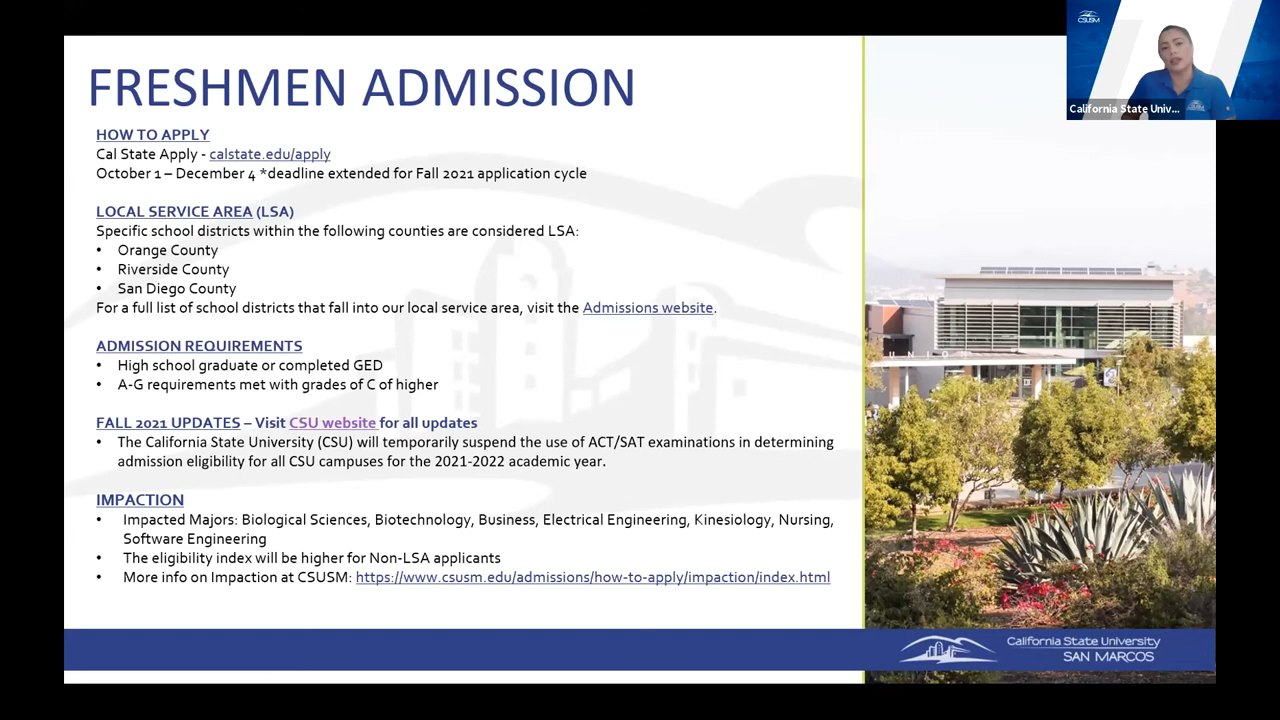 FRESHMEN ADMISSION
HOW TO APPLY
Cal State Apply - calstate.edu/apply
October 1 – December 4 *deadline extended for Fall 2021 application cycle
LOCAL SERVICE AREA (LSA)
Specific school districts within the following counties are considered LSA:
• Orange County
• Riverside County
• San Diego County
For a full list of school districts that fall into our local service area, visit the Admissions website.
ADMISSION REQUIREMENTS
• High school graduate or completed GED
• A-G requirements met with grades of C of higher
FALL 2021 UPDATES – Visit CSU website for all updates
• The California State University (CSU) will temporarily suspend the use of ACT/SAT examinations in determining
admission eligibility for all CSU campuses for the 2021-2022 academic year.
IMPACTION
• Impacted Majors: Biological Sciences, Biotechnology, Business, Electrical Engineering, Kinesiology, Nursing,
Software Engineering
• The eligibility index will be higher for Non-LSA applicants
• More info on Impaction at CSUSM: https://www.csusm.edu/admissions/how-to-apply/impaction/index.html
CSUSM
CSUSM
California State Univ...
UNION
California State University
SAN MARCOS